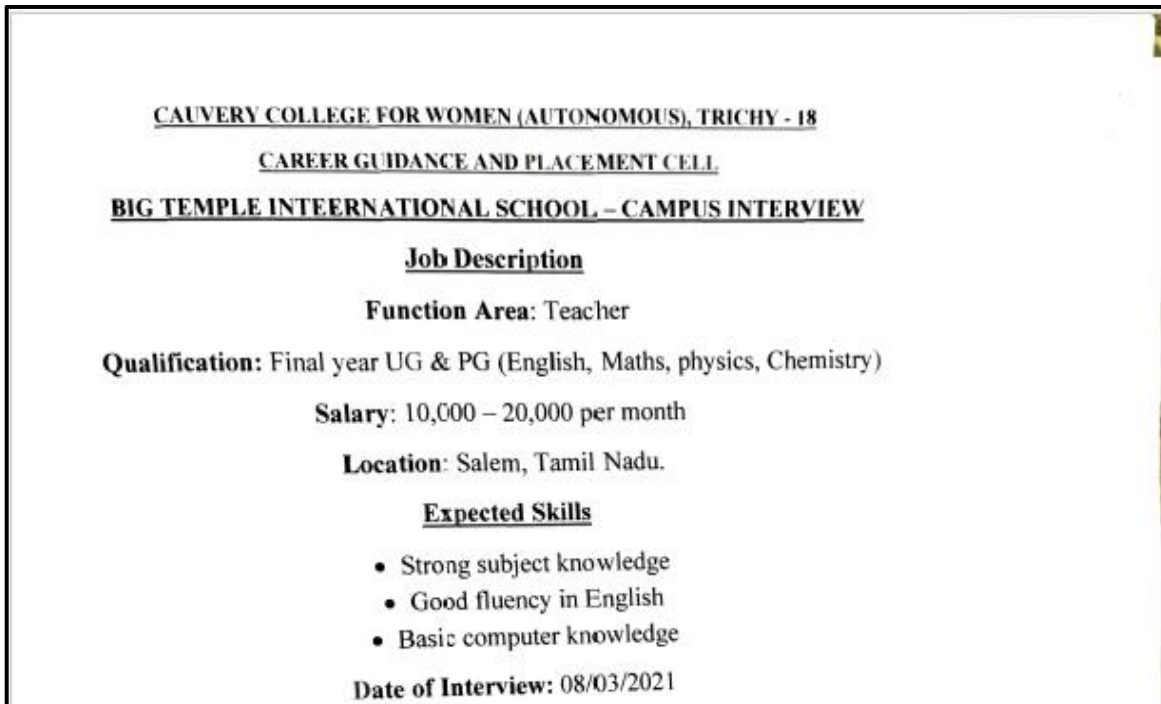 CAUVERY COLLEGE FOR WOMEN (AUTONOMOUS), TRICHY - 18
CAREER GUIDANCE AND PLACEMENT CELL
BIG TEMPLE INTEERNATIONAL SCHOOL – CAMPUS INTERVIEW
Job Description
Function Area: Teacher
Qualification: Final year UG & PG (English, Maths, physics, Chemistry)
Salary: 10,000 – 20,000 per month
Location: Salem, Tamil Nadu.
Expected Skills
• Strong subject knowledge
• Good fluency in English
• Basic computer knowledge
Date of Interview: 08/03/2021